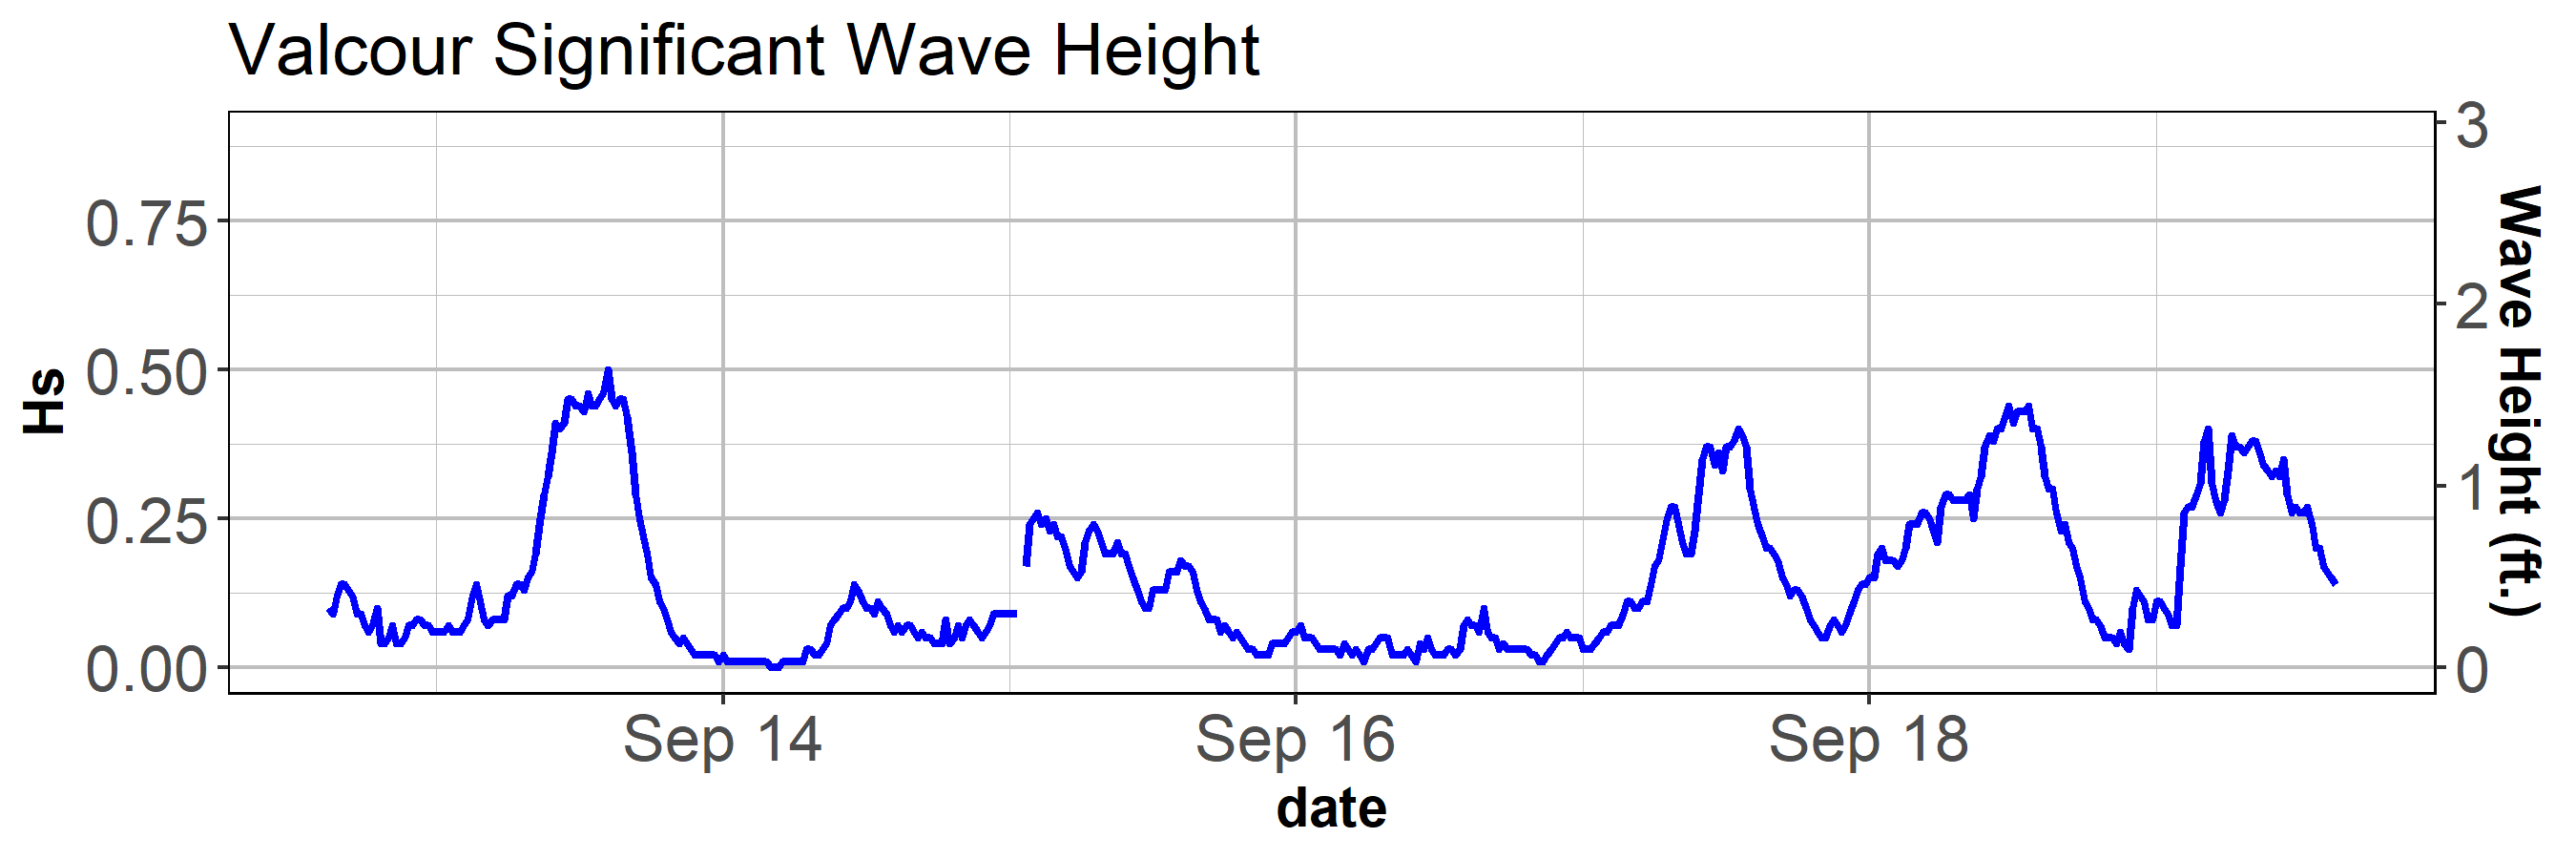 Valcour Significant Wave Height
Hs
0.75
0.50
0.25
0.00
3
2
1
0
Wave Height (ft.)
Sep 14
Sep 16
Sep 18
date